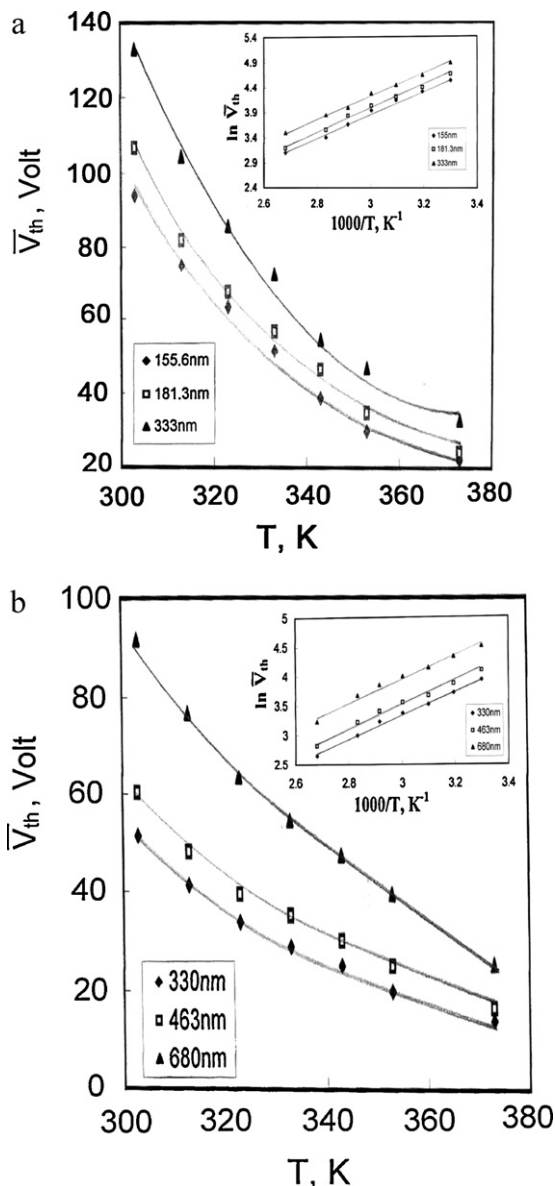 a
140
120
100
80
60
40
20
V̅th, Volt
300
320
340
360
380
T, K
155.6nm
181.3nm
333nm
4.9
4.4
3.9
3.4
2.9
2.4
ln V̅th
2.6
2.8
3
3.2
3.4
1000/T, K⁻¹
155nm
181.3nm
333nm
b
100
80
60
40
20
0
V̅th, Volt
300
320
340
360
380
T, K
330nm
463nm
680nm
5
4.5
4
3.5
3
2.5
ln V̅th
2.6
2.8
3
3.2
3.4
1000/T, K⁻¹
330nm
463nm
680nm